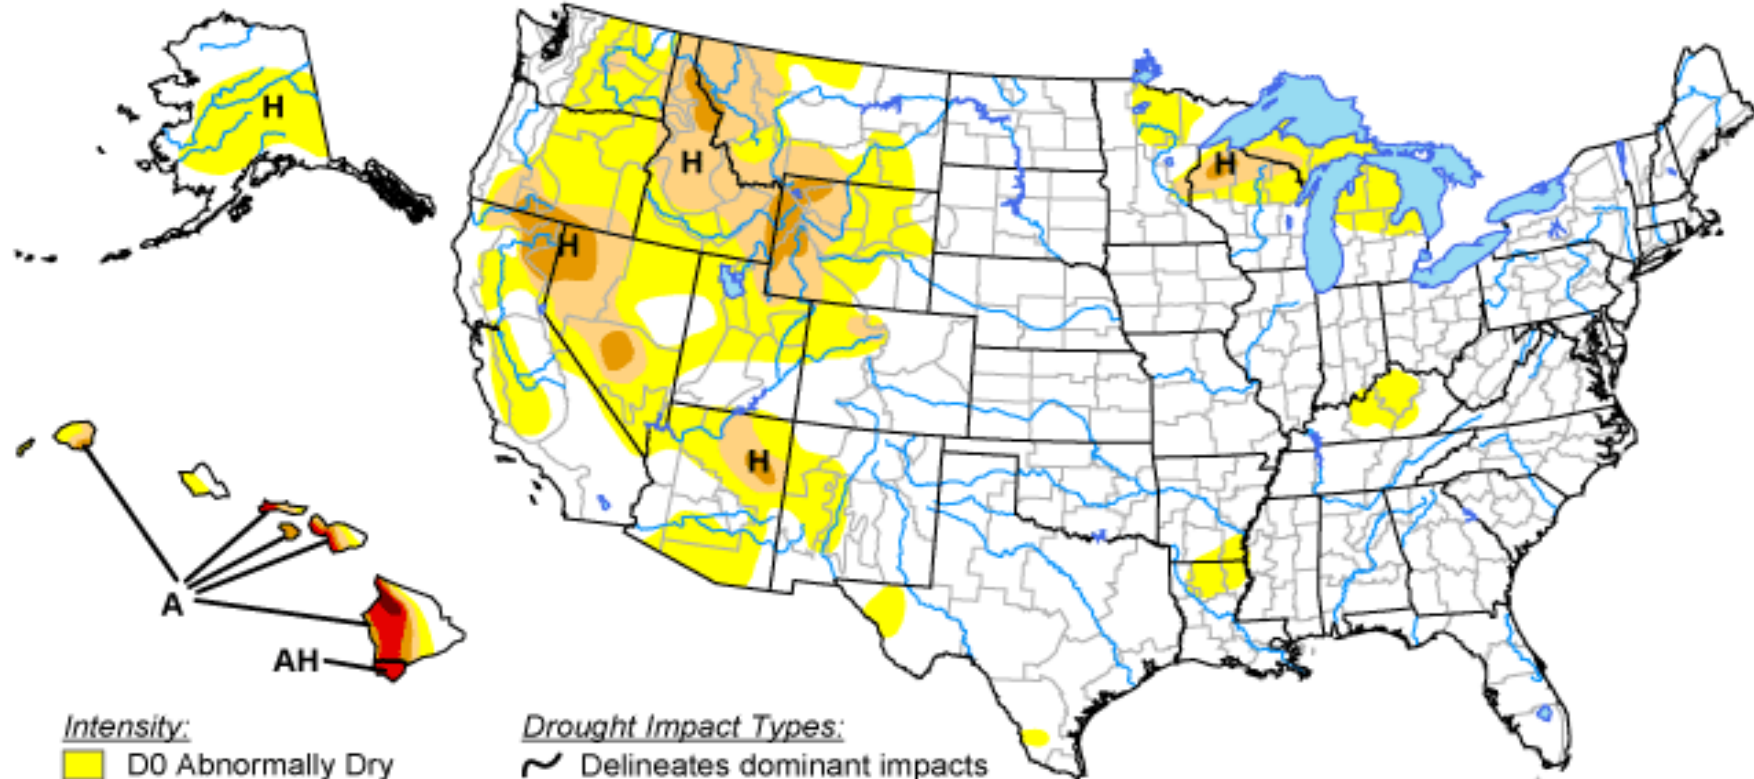 H
H
H
H
H
H
A
AH
Intensity:
D0 Abnormally Dry
Drought Impact Types:
Delineates dominant impacts